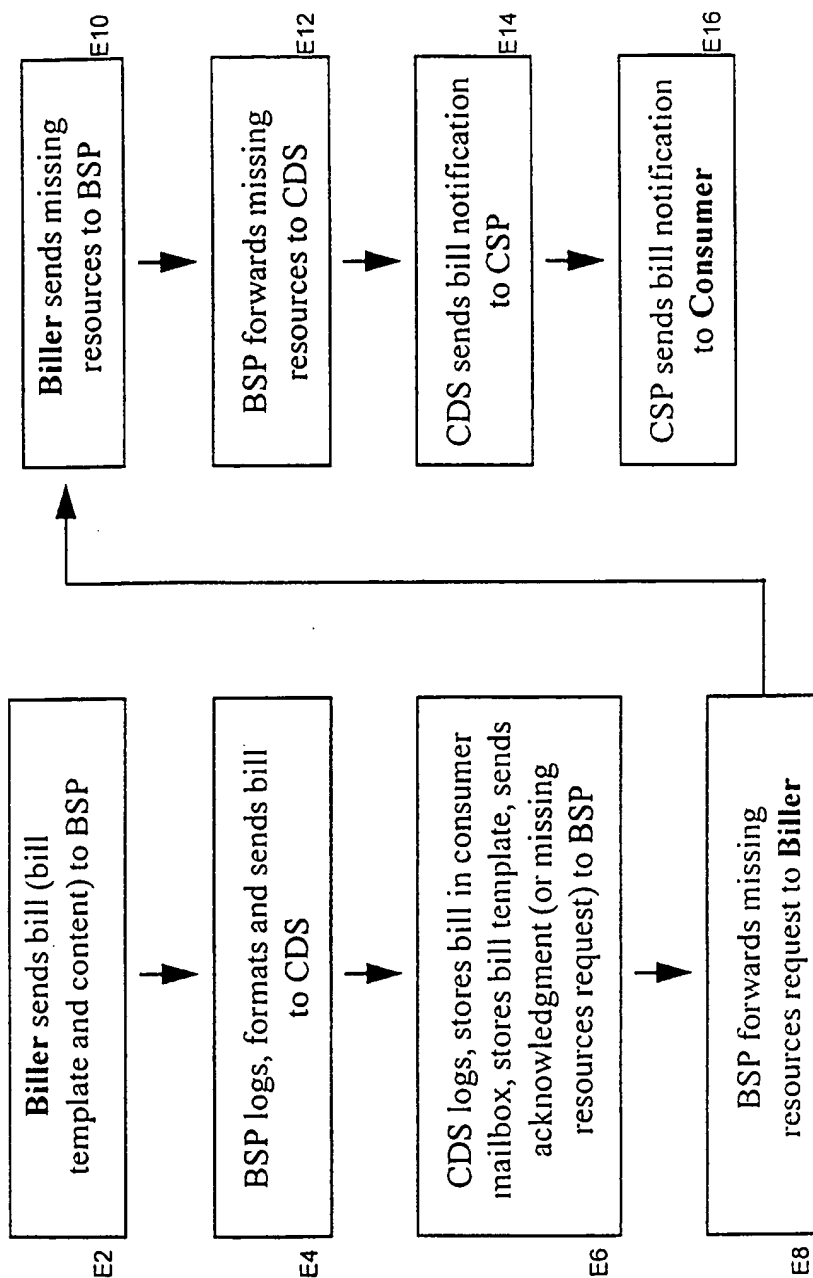 E2
Biller sends bill (bill
template and content) to BSP
E4
BSP logs, formats and sends bill
to CDS
E6
CDS logs, stores bill in consumer
mailbox, stores bill template, sends
acknowledgment (or missing
resources request) to BSP
E8
BSP forwards missing
resources request to Biller
Biller sends missing
resources to BSP
E10
BSP forwards missing
resources to CDS
E12
CDS sends bill notification
to CSP
E14
CSP sends bill notification
to Consumer
E16